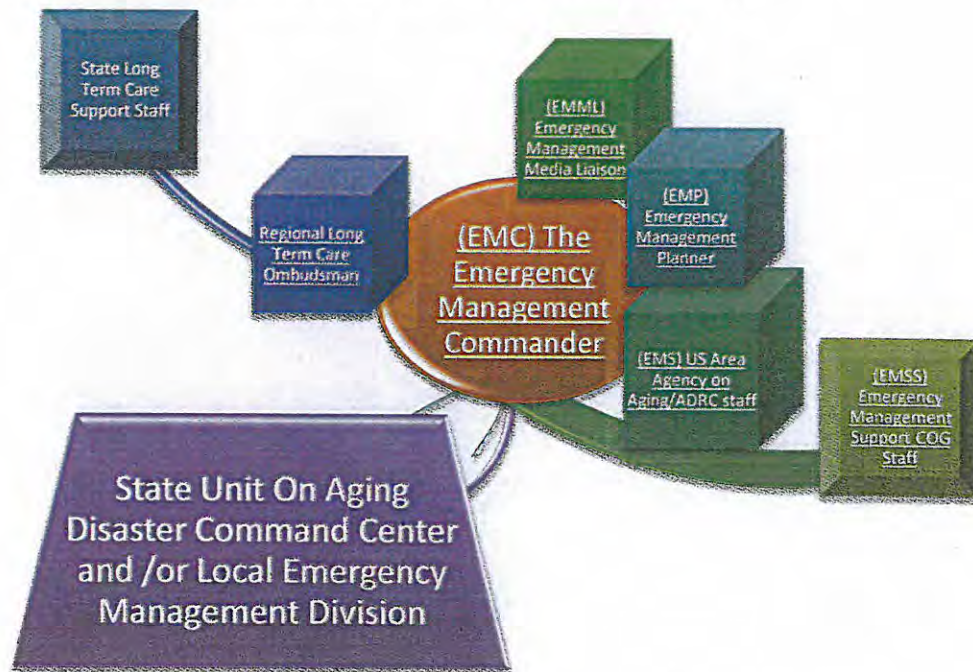 State Long
Term Care
Support Staff
(EMML)
Emergency
Management
Media Liaison
(EMP)
Emergency
Management
Planner
Regional Long
Term Care
Ombudsman
(EMC) The
Emergency
Management
Commander
(EMS) US Area
Agency on
Aging/ADRC staff
(EMSS)
Emergency
Management
Support COG
Staff
State Unit On Aging
Disaster Command Center
and /or Local Emergency
Management Division